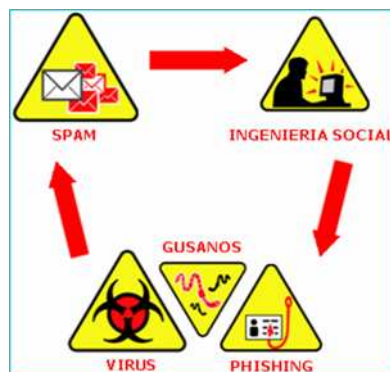 SPAM
INGENIERIA SOCIAL
GUSANOS
VIRUS
PHISHING